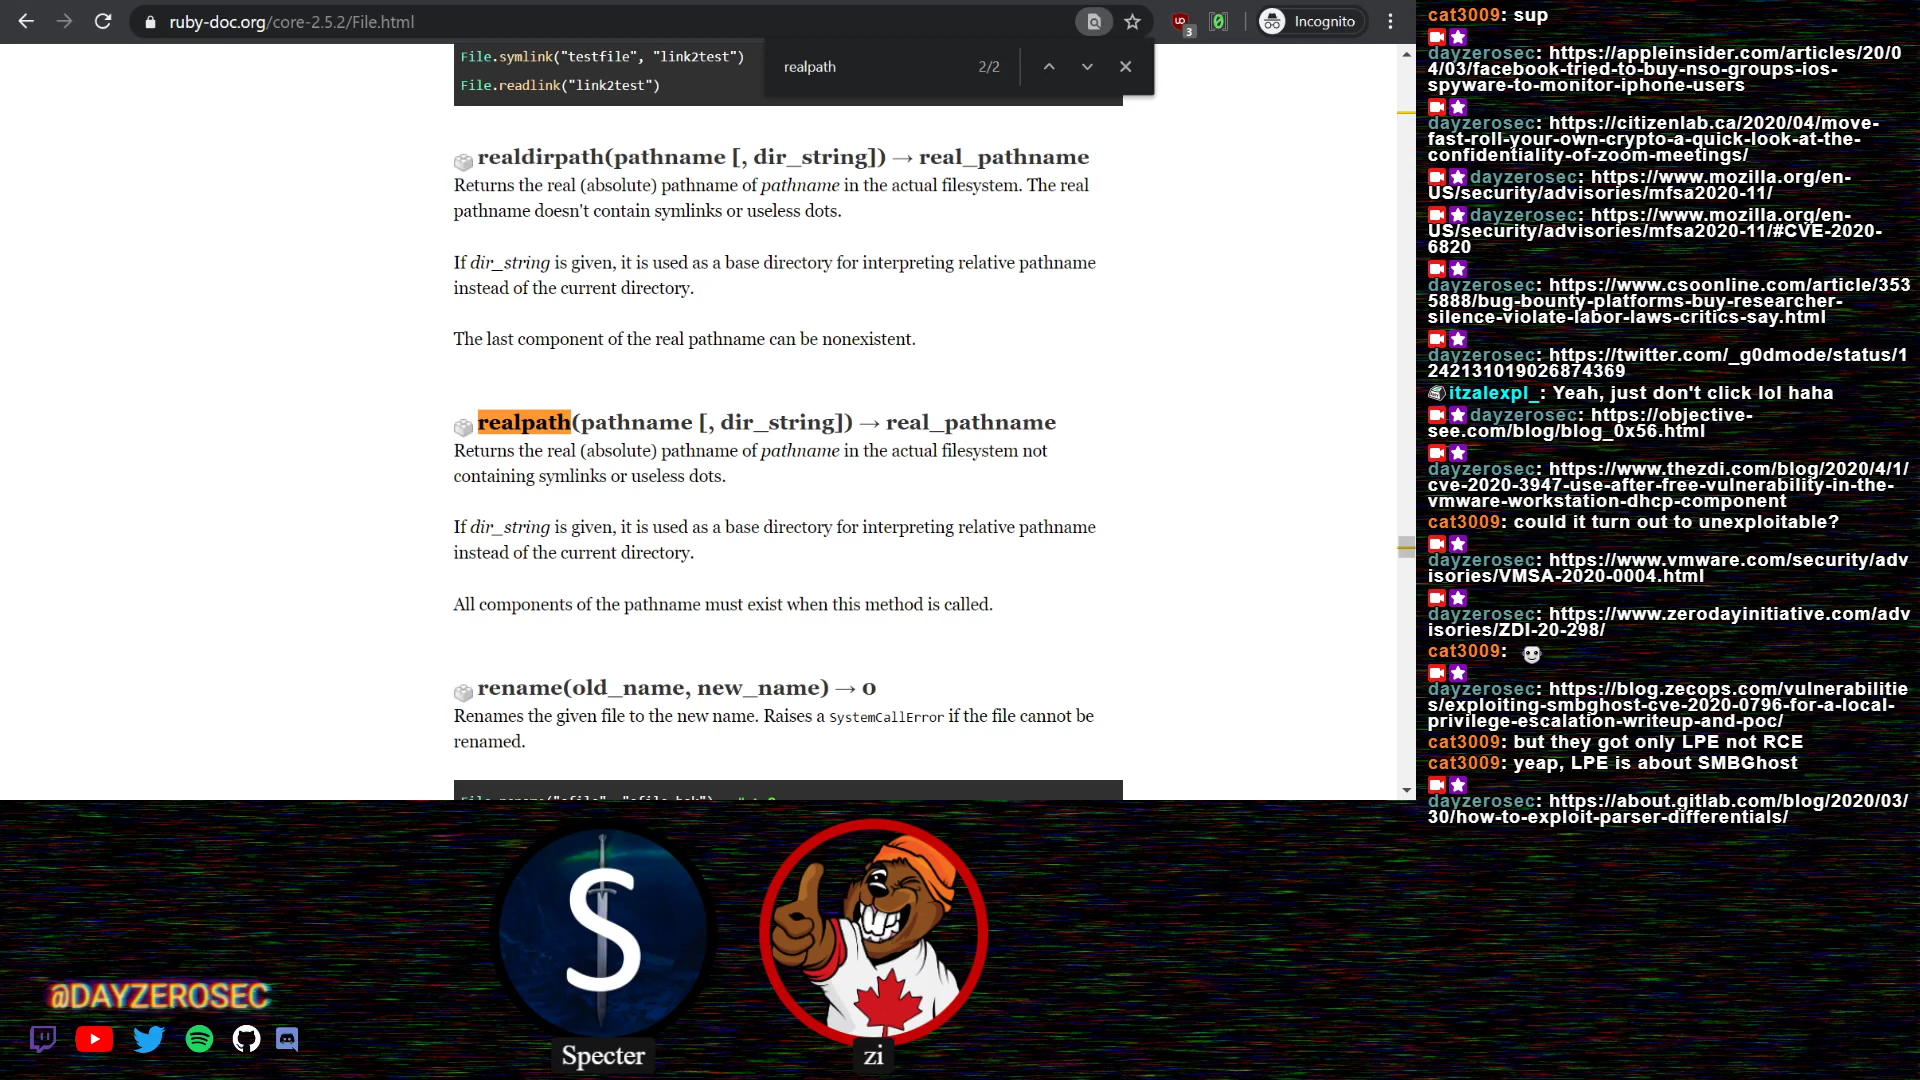 ruby-doc.org/core-2.5.2/File.html
3
Incognito
realpath
2/2
File.symlink("testfile", "link2test")
File.readlink("link2test")
realdirpath(pathname [, dir_string]) → real_pathname
Returns the real (absolute) pathname of pathname in the actual filesystem. The real
pathname doesn't contain symlinks or useless dots.
If dir_string is given, it is used as a base directory for interpreting relative pathname
instead of the current directory.
The last component of the real pathname can be nonexistent.
realpath(pathname [, dir_string]) → real_pathname
Returns the real (absolute) pathname of pathname in the actual filesystem not
containing symlinks or useless dots.
If dir_string is given, it is used as a base directory for interpreting relative pathname
instead of the current directory.
All components of the pathname must exist when this method is called.
rename(old_name, new_name) → 0
Renames the given file to the new name. Raises a SystemCallError if the file cannot be
renamed.
cat3009: sup
dayzerosec: https://appleinsider.com/articles/20/0
4/03/facebook-tried-to-buy-nso-groups-ios-
spyware-to-monitor-iphone-users
dayzerosec: https://citizenlab.ca/2020/04/move-
fast-roll-your-own-crypto-a-quick-look-at-the-
confidentiality-of-zoom-meetings/
dayzerosec: https://www.mozilla.org/en-
US/security/advisories/mfsa2020-11/
dayzerosec: https://www.mozilla.org/en-
US/security/advisories/mfsa2020-11/#CVE-2020-
6820
dayzerosec: https://www.csoonline.com/article/353
5888/bug-bounty-platforms-buy-researcher-
silence-violate-labor-laws-critics-say.html
dayzerosec: https://twitter.com/_g0dmode/status/1
242131019026874369
itzalexpl_: Yeah, just don't click lol haha
dayzerosec: https://objective-
see.com/blog/blog_0x56.html
dayzerosec: https://www.thezdi.com/blog/2020/4/1/
cve-2020-3947-use-after-free-vulnerability-in-the-
vmware-workstation-dhcp-component
cat3009: could it turn out to unexploitable?
dayzerosec: https://www.vmware.com/security/adv
isories/VMSA-2020-0004.html
dayzerosec: https://www.zerodayinitiative.com/adv
isories/ZDI-20-298/
cat3009:
dayzerosec: https://blog.zecops.com/vulnerabilitie
s/exploiting-smbghost-cve-2020-0796-for-a-local-
privilege-escalation-writeup-and-poc/
cat3009: but they got only LPE not RCE
cat3009: yeap, LPE is about SMBGhost
dayzerosec: https://about.gitlab.com/blog/2020/03/
30/how-to-exploit-parser-differentials/
S
@DAYZEROSEC
Specter
zi